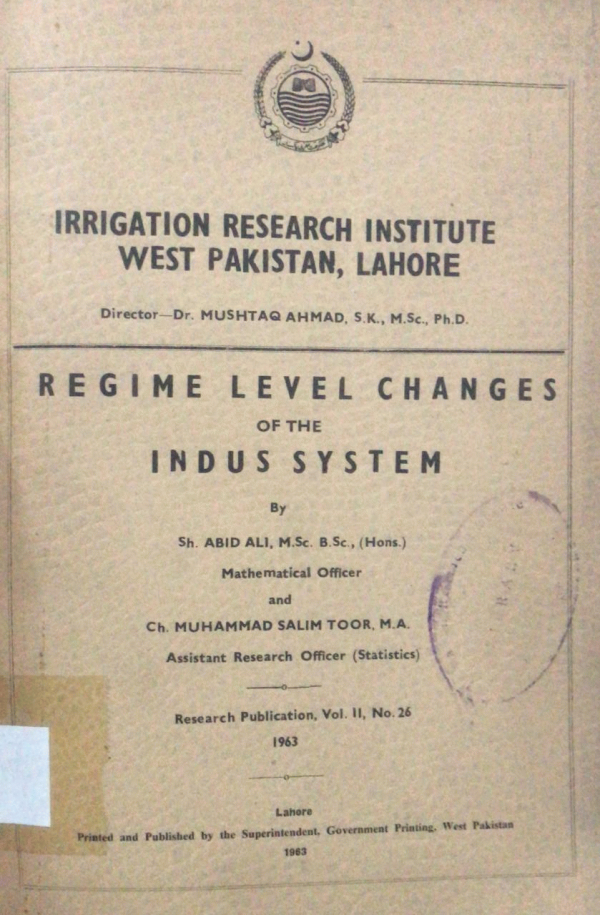 IRRIGATION RESEARCH INSTITUTE
WEST PAKISTAN, LAHORE
Director—Dr. MUSHTAQ AHMAD, S.K., M.Sc., Ph.D.
REGIME LEVEL CHANGES
OF THE
INDUS SYSTEM
By
Sh. ABID ALI, M.Sc. B.Sc., (Hons.)
Mathematical Officer
and
Ch. MUHAMMAD SALIM TOOR, M.A.
Assistant Research Officer (Statistics)
Research Publication, Vol. II, No. 26
1963
Lahore
Printed and Published by the Superintendent, Government Printing, West Pakistan
1963